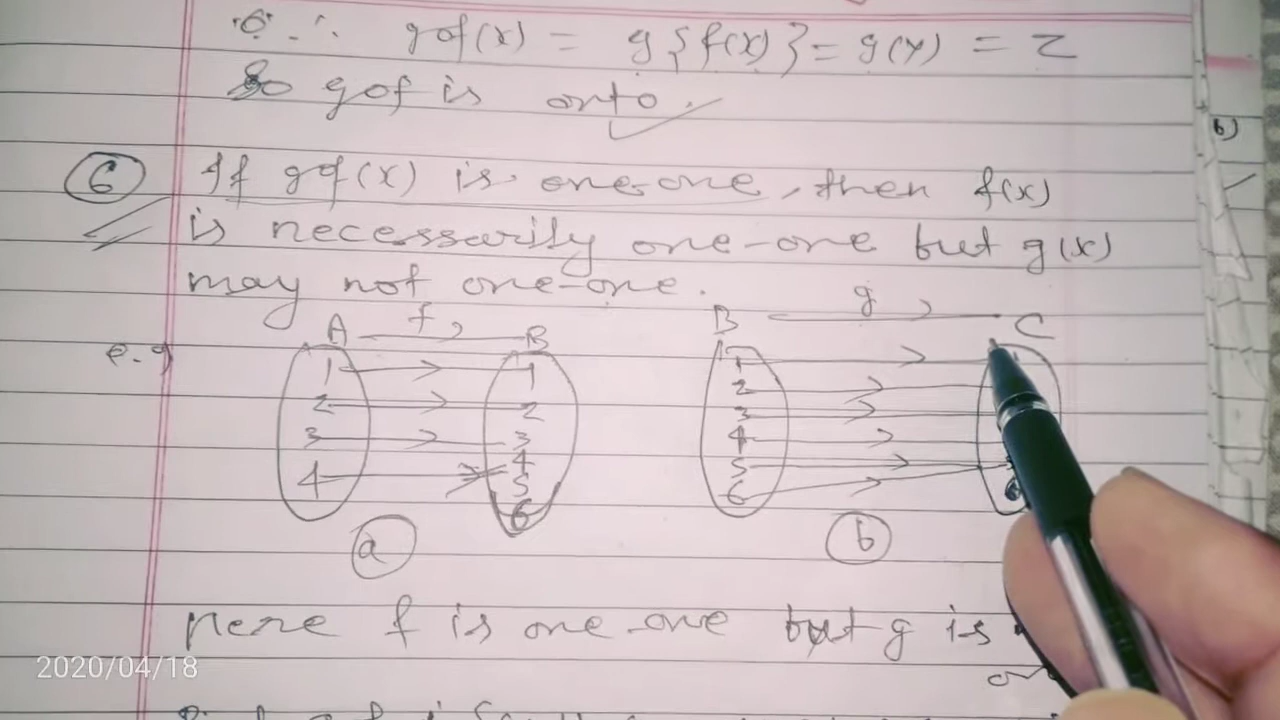 ∴ gof(x) = g{f(x)} = g(y) = z
So gof is onto.
6 If gof(x) is one-one, then f(x)
is necessarily one-one but g(x)
may not one-one.
e.g A f B B g C
1 1 1
2 2 2
3 3 3
4 4 4
5 5
6 6
a b
Here f is one-one but g is
2020/04/18
b)